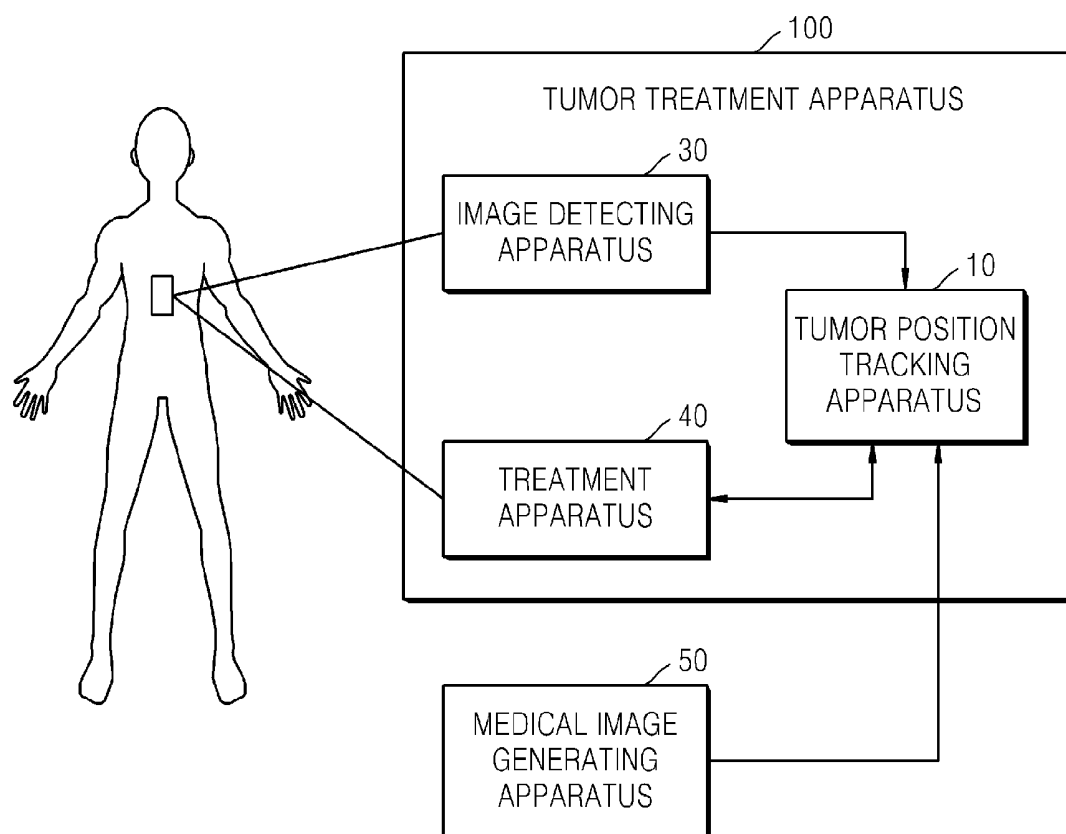 100
TUMOR TREATMENT APPARATUS
30
IMAGE DETECTING
APPARATUS
10
TUMOR POSITION
TRACKING
APPARATUS
40
TREATMENT
APPARATUS
50
MEDICAL IMAGE
GENERATING
APPARATUS